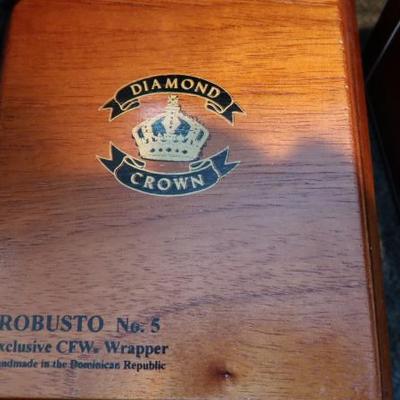 DIAMOND
CROWN
ROBUSTO No. 5
xclusive CFW® Wrapper
andmade in the Dominican Republic